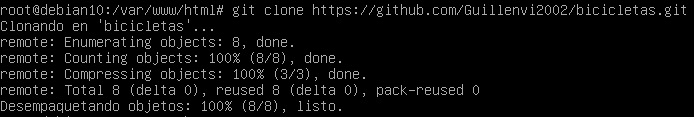 root@debian10:/var/www/html# git clone https://github.com/Guillenvi2002/bicicletas.git
Clonando en 'bicicletas'...
remote: Enumerating objects: 8, done.
remote: Counting objects: 100% (8/8), done.
remote: Compressing objects: 100% (3/3), done.
remote: Total 8 (delta 0), reused 8 (delta 0), pack-reused 0
Desempaquetando objetos: 100% (8/8), listo.